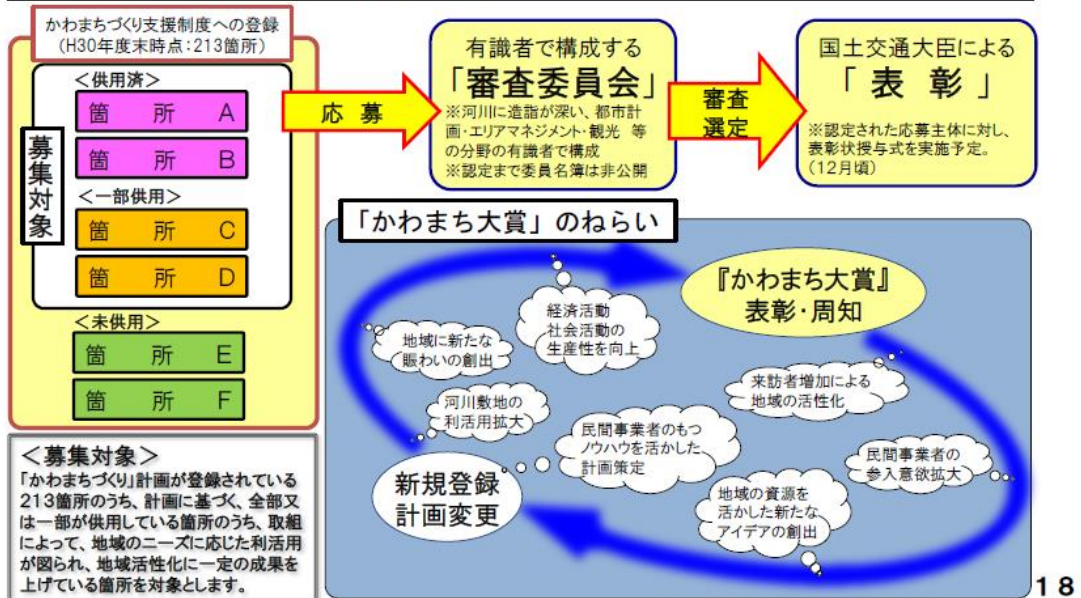 かわまちづくり支援制度への登録
(H30年度末時点:213箇所)
募集対象
<供用済>
箇 所 A
箇 所 B
<一部供用>
箇 所 C
箇 所 D
<未供用>
箇 所 E
箇 所 F
応 募
有識者で構成する
「審査委員会」
※河川に造詣が深い、都市計
画・エリアマネジメント・観光 等
の分野の有識者で構成
※認定まで委員名簿は非公開
審査
選定
国土交通大臣による
「 表 彰 」
※認定された応募主体に対し、
表彰状授与式を実施予定。
(12月頃)
<募集対象>
「かわまちづくり」計画が登録されている
213箇所のうち、計画に基づく、全部又
は一部が供用している箇所のうち、取組
によって、地域のニーズに応じた利活用
が図られ、地域活性化に一定の成果を
上げている箇所を対象とします。
「かわまち大賞」のねらい
『かわまち大賞』
表彰・周知
経済活動
社会活動の
生産性を向上
地域に新たな
賑わいの創出
河川敷地の
利活用拡大
来訪者増加による
地域の活性化
民間事業者のもつ
ノウハウを活かした
計画策定
民間事業者の
参入意欲拡大
地域の資源を
活かした新たな
アイデアの創出
新規登録
計画変更
18